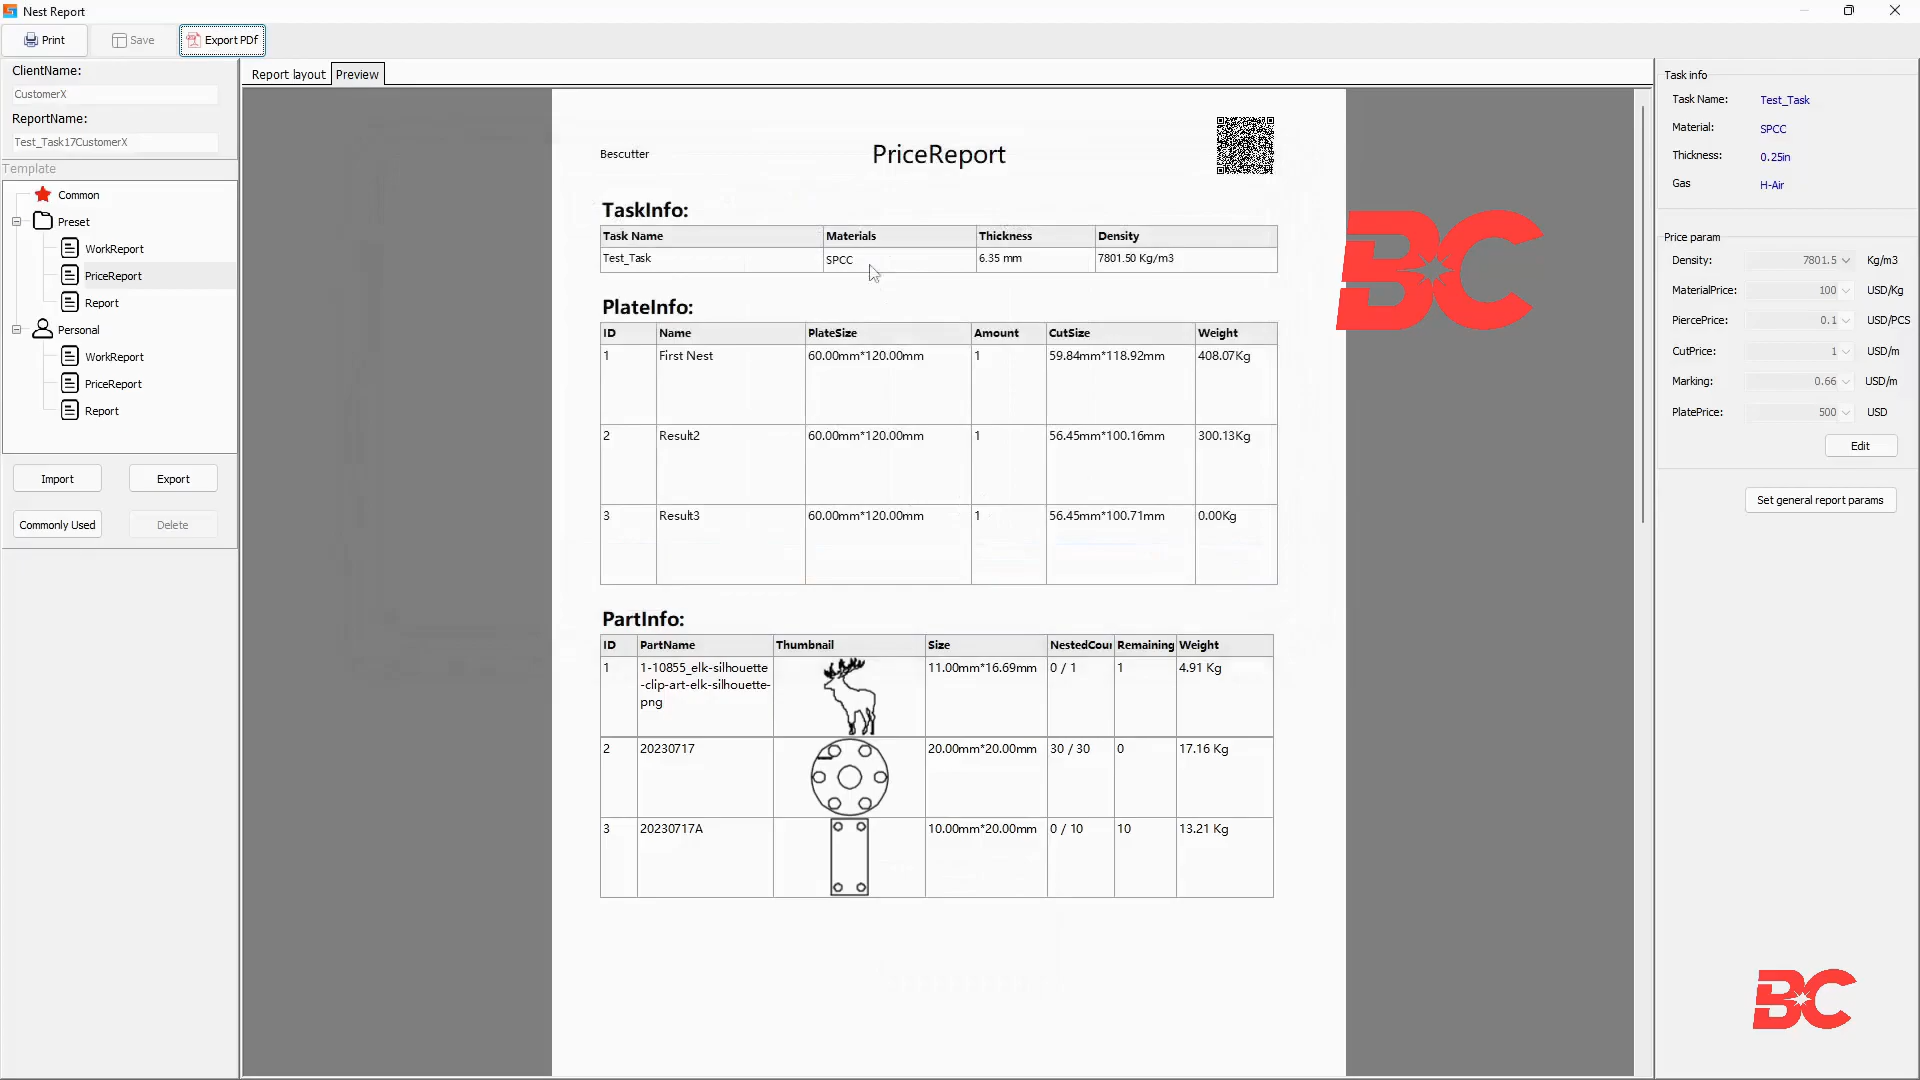 Nest Report
Print
Save
Export PDf
ClientName:
CustomerX
ReportName:
Test_Task17CustomerX
Template
Common
Preset
WorkReport
PriceReport
Report
Personal
WorkReport
PriceReport
Report
Import
Export
Commonly Used
Delete
Report layout
Preview
Bescutter
PriceReport
TaskInfo:
Task Name Materials Thickness Density
Test_Task SPCC 6.35 mm 7801.50 Kg/m3
PlateInfo:
ID Name PlateSize Amount CutSize Weight
1 First Nest 60.00mm*120.00mm 1 59.84mm*118.92mm 408.07Kg
2 Result2 60.00mm*120.00mm 1 56.45mm*100.16mm 300.13Kg
3 Result3 60.00mm*120.00mm 1 56.45mm*100.71mm 0.00Kg
PartInfo:
ID PartName Thumbnail Size NestedCour Remaining Weight
1 1-10855_elk-silhouette 11.00mm*16.69mm 0 / 1 1 4.91 Kg
-clip-art-elk-silhouette-
png
2 20230717 20.00mm*20.00mm 30 / 30 0 17.16 Kg
3 20230717A 10.00mm*20.00mm 0 / 10 10 13.21 Kg
BC
Task info
Task Name: Test_Task
Material: SPCC
Thickness: 0.25in
Gas H-Air
Price param
Density: 7801.5 Kg/m3
MaterialPrice: 100 USD/Kg
PiercePrice: 0.1 USD/PCS
CutPrice: 1 USD/m
Marking: 0.66 USD/m
PlatePrice: 500 USD
Edit
Set general report params
BC